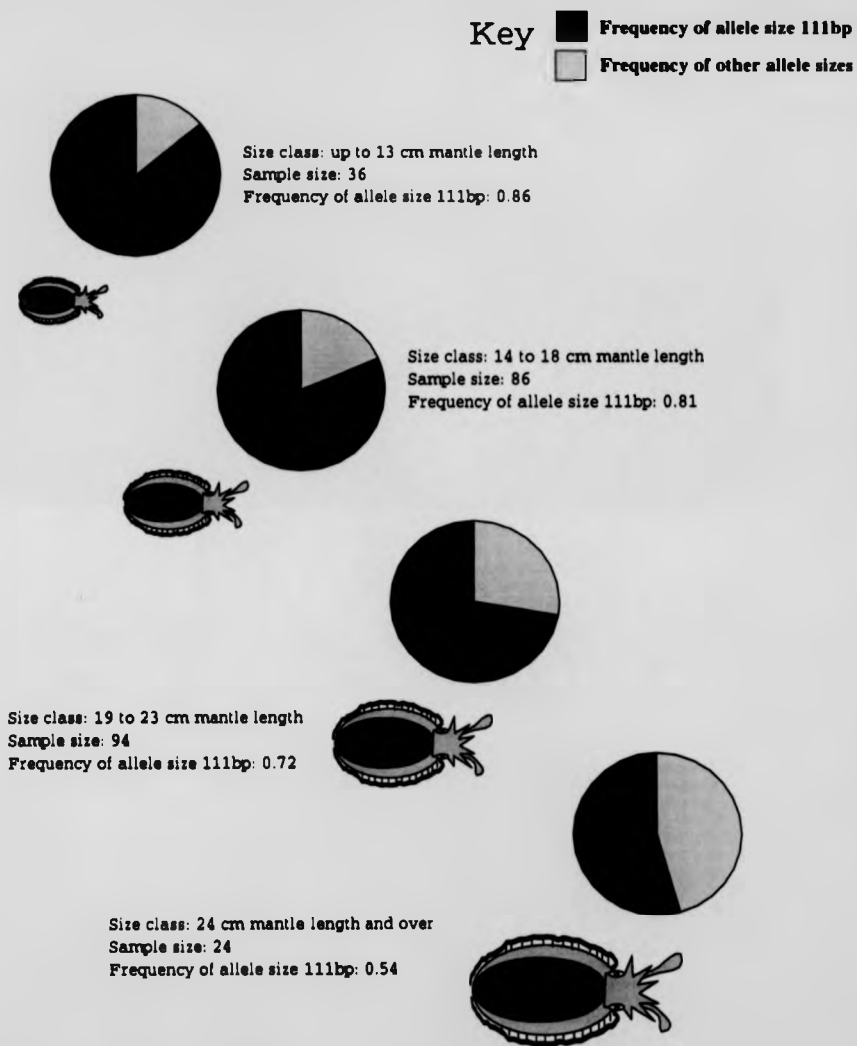 Key
Frequency of allele size 111bp
Frequency of other allele sizes
Size class: up to 13 cm mantle length
Sample size: 36
Frequency of allele size 111bp: 0.86
Size class: 14 to 18 cm mantle length
Sample size: 86
Frequency of allele size 111bp: 0.81
Size class: 19 to 23 cm mantle length
Sample size: 94
Frequency of allele size 111bp: 0.72
Size class: 24 cm mantle length and over
Sample size: 24
Frequency of allele size 111bp: 0.54